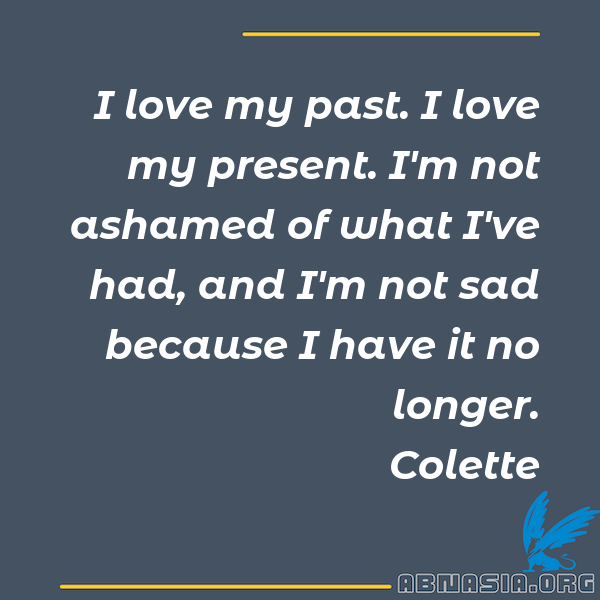 I love my past. I love
my present. I'm not
ashamed of what I've
had, and I'm not sad
because I have it no
longer.
Colette
ABNASIA.ORG